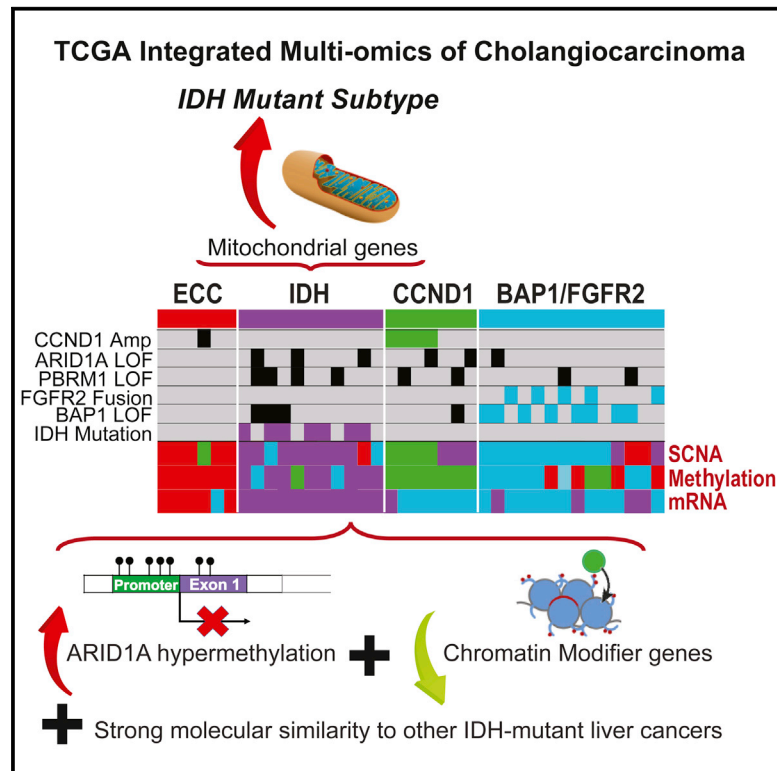 TCGA Integrated Multi-omics of Cholangiocarcinoma
IDH Mutant Subtype
Mitochondrial genes
ECC IDH CCND1 BAP1/FGFR2
CCND1 Amp
ARID1A LOF
PBRM1 LOF
FGFR2 Fusion
BAP1 LOF
IDH Mutation
SCNA
Methylation
mRNA
Promoter Exon 1
ARID1A hypermethylation + Chromatin Modifier genes
+ Strong molecular similarity to other IDH-mutant liver cancers